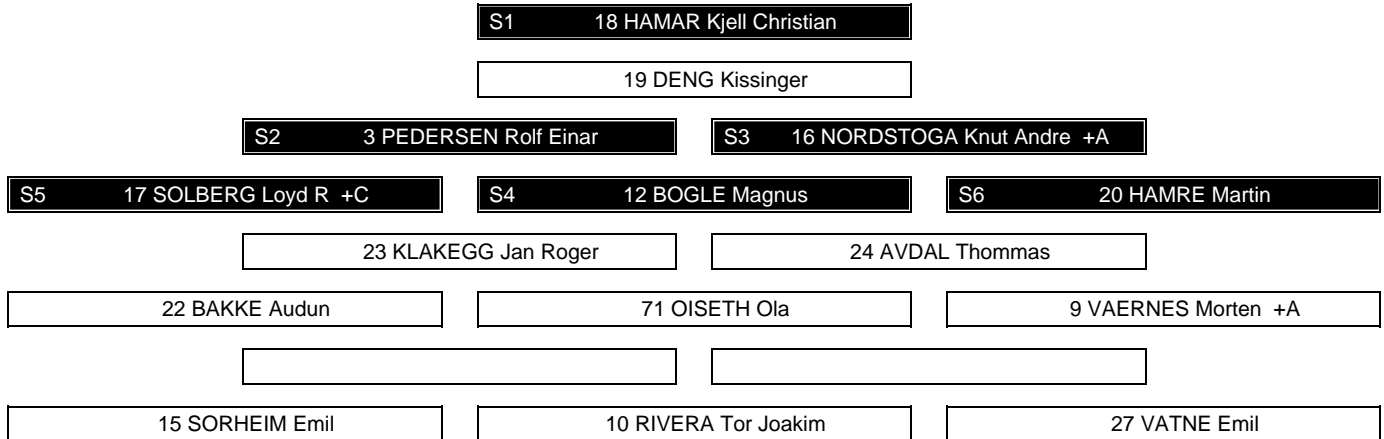 S1 18 HAMAR Kjell Christian
19 DENG Kissinger
S2 3 PEDERSEN Rolf Einar S3 16 NORDSTOGA Knut Andre +A
S5 17 SOLBERG Loyd R +C S4 12 BOGLE Magnus S6 20 HAMRE Martin
23 KLAKEGG Jan Roger 24 AVDAL Thommas
22 BAKKE Audun 71 OISETH Ola 9 VAERNES Morten +A
15 SORHEIM Emil 10 RIVERA Tor Joakim 27 VATNE Emil